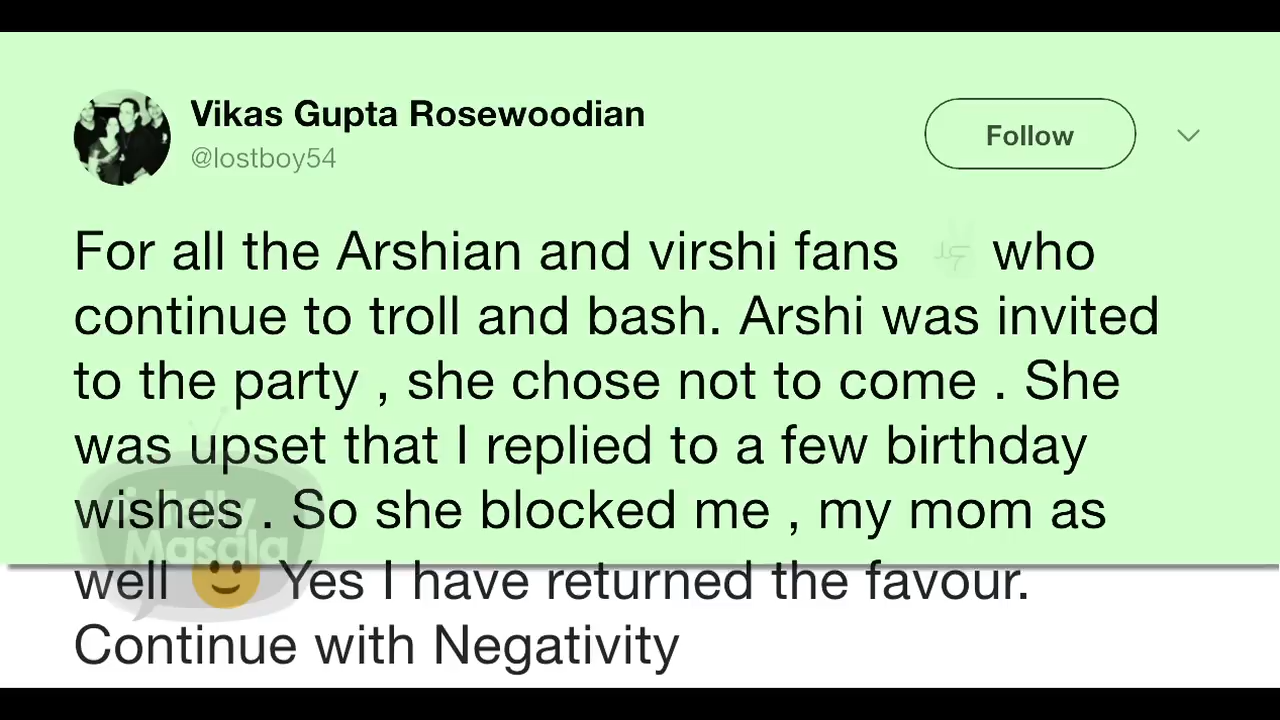 Vikas Gupta Rosewoodian
@lostboy54
Follow
For all the Arshian and virshi fans ✌ who
continue to troll and bash. Arshi was invited
to the party , she chose not to come . She
was upset that I replied to a few birthday
wishes . So she blocked me , my mom as
well 🙂 Yes I have returned the favour.
Continue with Negativity
Masala